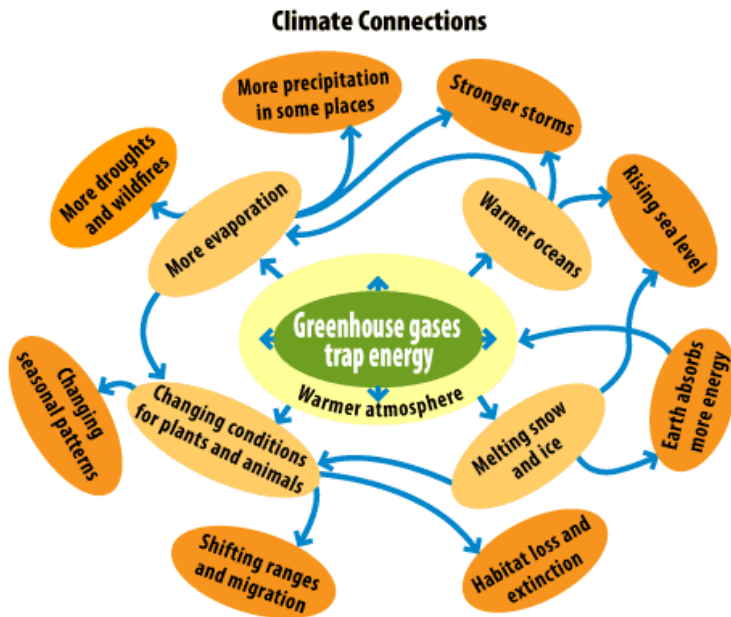 Climate Connections
More precipitation
in some places
Stronger storms
More droughts
and wildfires
More evaporation
Warmer oceans
Rising sea level
Greenhouse gases
trap energy
Warmer atmosphere
Changing
seasonal patterns
Changing conditions
for plants and animals
Melting snow
and ice
Earth absorbs
more energy
Shifting ranges
and migration
Habitat loss and
extinction